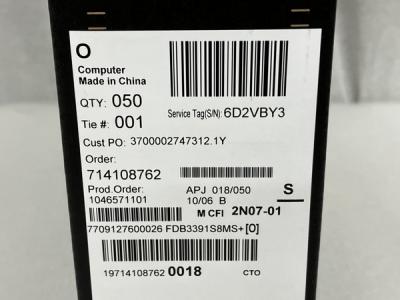 O
Computer
Made in China
QTY: 050
Service Tag(S/N): 6D2VBY3
Tie #: 001
Cust PO: 3700002747312.1Y
Order:
714108762
Prod.Order: APJ 018/050 S
1046571101 10/06 B
M CFI 2N07-01
7709127600026 FDB3391S8MS+[0]
19714108762 0018 CTO